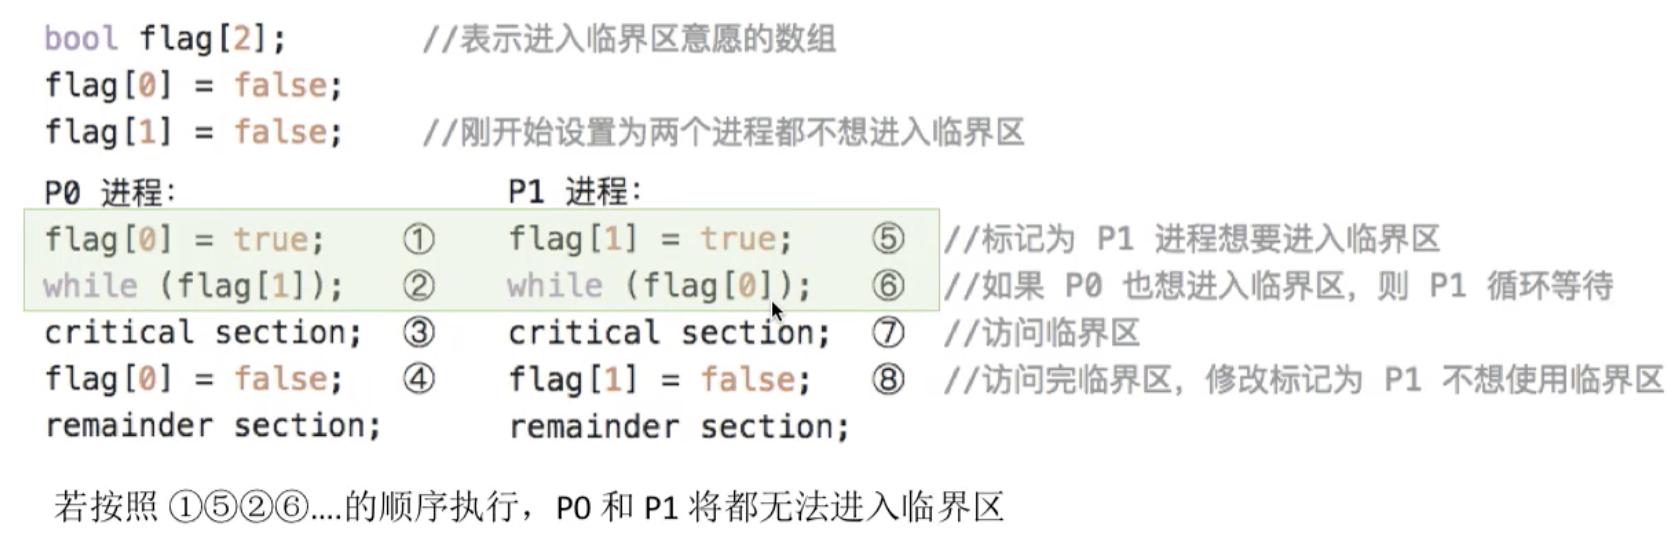 bool flag[2]; //表示进入临界区意愿的数组
flag[0] = false;
flag[1] = false; //刚开始设置为两个进程都不想进入临界区
P0 进程: P1 进程:
flag[0] = true; ① flag[1] = true; ⑤ //标记为 P1 进程想要进入临界区
while (flag[1]); ② while (flag[0]); ⑥ //如果 P0 也想进入临界区，则 P1 循环等待
critical section; ③ critical section; ⑦ //访问临界区
flag[0] = false; ④ flag[1] = false; ⑧ //访问完临界区，修改标记为 P1 不想使用临界区
remainder section; remainder section;
若按照 ①⑤②⑥....的顺序执行，P0 和 P1 将都无法进入临界区